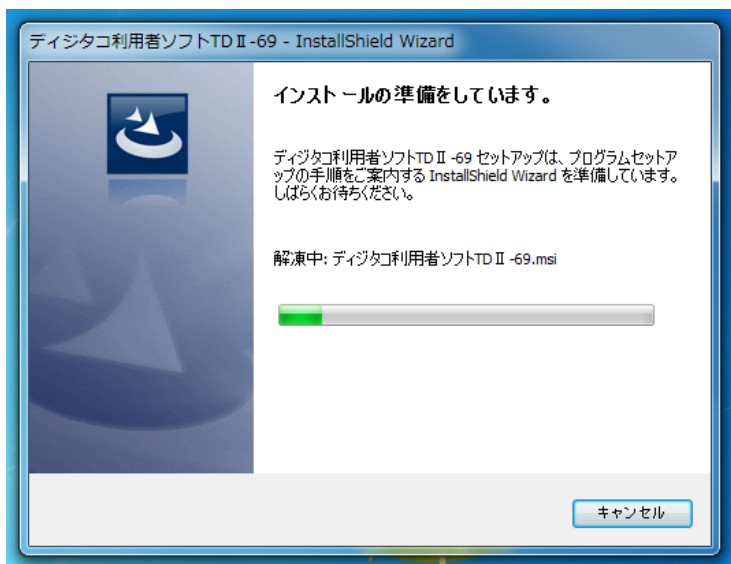 ディジタコ利用者ソフトTDⅡ-69 - InstallShield Wizard
インストールの準備をしています。
ディジタコ利用者ソフトTDⅡ-69 セットアップは、プログラムセットア
ップの手順をご案内する InstallShield Wizard を準備しています。
しばらくお待ちください。
解凍中: ディジタコ利用者ソフトTDⅡ-69.msi
キャンセル